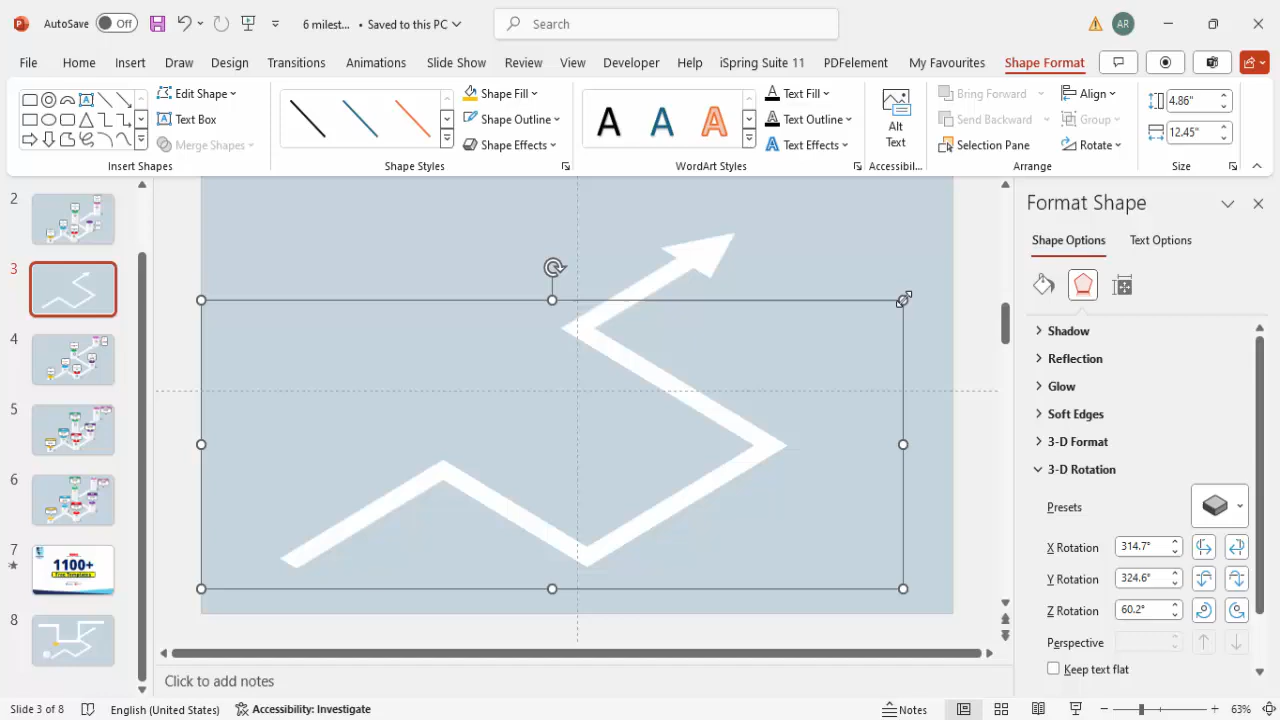 AutoSave Off 6 milest... • Saved to this PC Search AR
File Home Insert Draw Design Transitions Animations Slide Show Review View Developer Help iSpring Suite 11 PDFelement My Favourites Shape Format
Edit Shape
Text Box
Merge Shapes
Insert Shapes
Shape Fill
Shape Outline
Shape Effects
Shape Styles
A A A
Text Fill
Text Outline
Text Effects
WordArt Styles
Alt
Text
Accessibil...
Bring Forward
Send Backward
Selection Pane
Align
Group
Rotate
Arrange
4.86"
12.45"
Size
2
3
4
5
6
7
1100+
8
Format Shape
Shape Options Text Options
Shadow
Reflection
Glow
Soft Edges
3-D Format
3-D Rotation
Presets
X Rotation 314.7°
Y Rotation 324.6°
Z Rotation 60.2°
Perspective
Keep text flat
Click to add notes
Slide 3 of 8 English (United States) Accessibility: Investigate Notes 63%